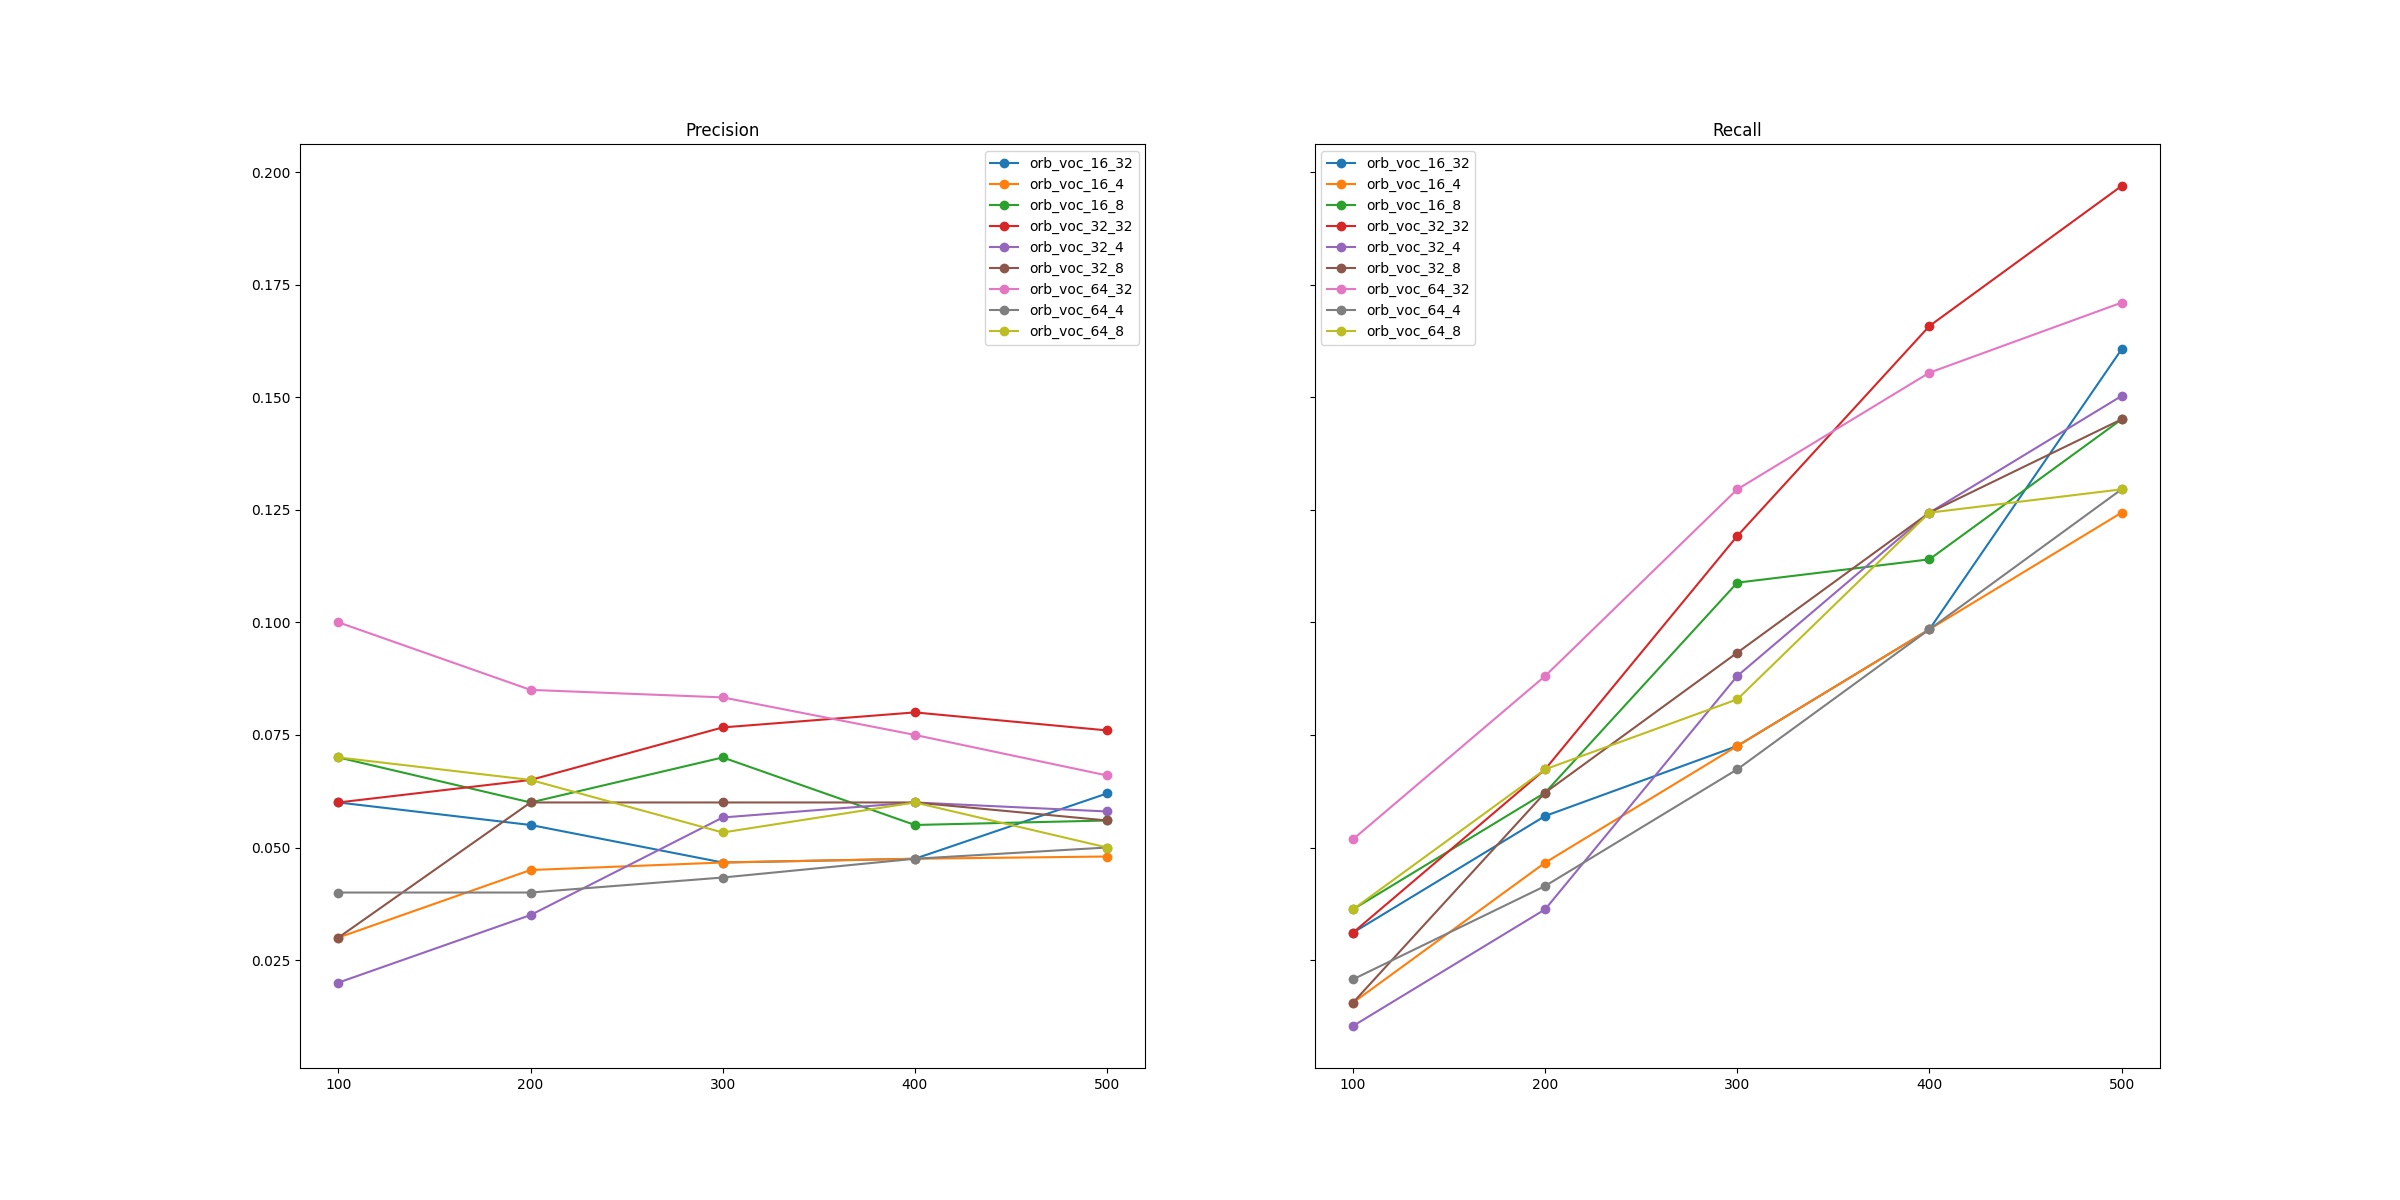 Precision
0.200
0.175
0.150
0.125
0.100
0.075
0.050
0.025
100 200 300 400 500
orb_voc_16_32
orb_voc_16_4
orb_voc_16_8
orb_voc_32_32
orb_voc_32_4
orb_voc_32_8
orb_voc_64_32
orb_voc_64_4
orb_voc_64_8
Recall
orb_voc_16_32
orb_voc_16_4
orb_voc_16_8
orb_voc_32_32
orb_voc_32_4
orb_voc_32_8
orb_voc_64_32
orb_voc_64_4
orb_voc_64_8
100 200 300 400 500